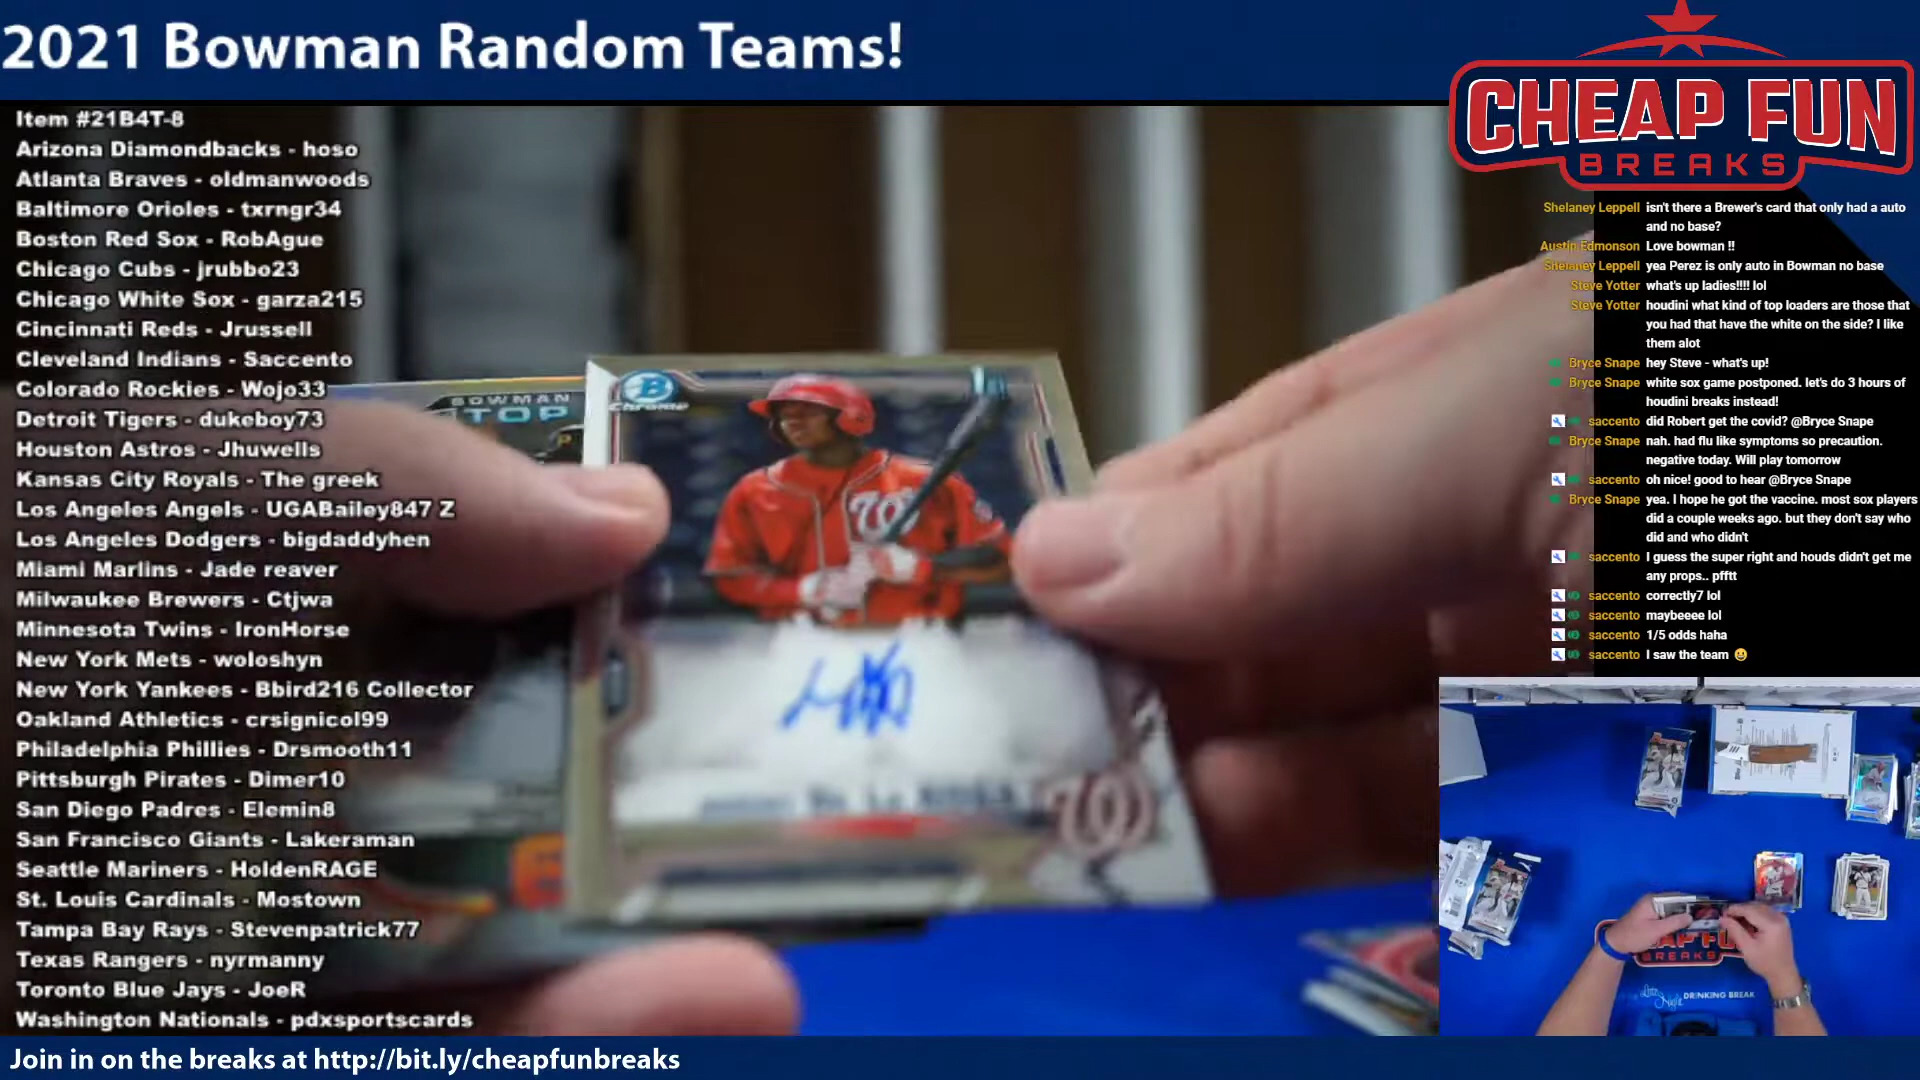 2021 Bowman Random Teams!
CHEAP FUN
BREAKS
Item #21B4T-8
Arizona Diamondbacks - hoso
Atlanta Braves - oldmanwoods
Baltimore Orioles - txrngr34
Boston Red Sox - RobAgue
Chicago Cubs - jrubbo23
Chicago White Sox - garza215
Cincinnati Reds - Jrussell
Cleveland Indians - Saccento
Colorado Rockies - Wojo33
Detroit Tigers - dukeboy73
Houston Astros - Jhuwells
Kansas City Royals - The greek
Los Angeles Angels - UGABailey847 Z
Los Angeles Dodgers - bigdaddyhen
Miami Marlins - Jade reaver
Milwaukee Brewers - Ctjwa
Minnesota Twins - IronHorse
New York Mets - woloshyn
New York Yankees - Bbird216 Collector
Oakland Athletics - crsignicol99
Philadelphia Phillies - Drsmooth11
Pittsburgh Pirates - Dimer10
San Diego Padres - Elemin8
San Francisco Giants - Lakeraman
Seattle Mariners - HoldenRAGE
St. Louis Cardinals - Mostown
Tampa Bay Rays - Stevenpatrick77
Texas Rangers - nyrmanny
Toronto Blue Jays - JoeR
Washington Nationals - pdxsportscards
BOWMAN
TOP
B
Chrome
W
De La ROSA
W
Shelaney Leppell isn't there a Brewer's card that only had a auto
and no base?
Austin Edmonson Love bowman !!
Shelaney Leppell yea Perez is only auto in Bowman no base
Steve Yotter what's up ladies!!!! lol
Steve Yotter houdini what kind of top loaders are those that
you had that have the white on the side? I like
them alot
Bryce Snape hey Steve - what's up!
Bryce Snape white sox game postponed. let's do 3 hours of
houdini breaks instead!
saccento did Robert get the covid? @Bryce Snape
Bryce Snape nah. had flu like symptoms so precaution.
negative today. Will play tomorrow
saccento oh nice! good to hear @Bryce Snape
Bryce Snape yea. I hope he got the vaccine. most sox players
did a couple weeks ago. but they don't say who
did and who didn't
saccento I guess the super right and houds didn't get me
any props.. pfftt
saccento correctly7 lol
saccento maybeeee lol
saccento 1/5 odds haha
saccento I saw the team 😀
BREAKS
Late Night DRINKING BREAK
Join in on the breaks at http://bit.ly/cheapfunbreaks